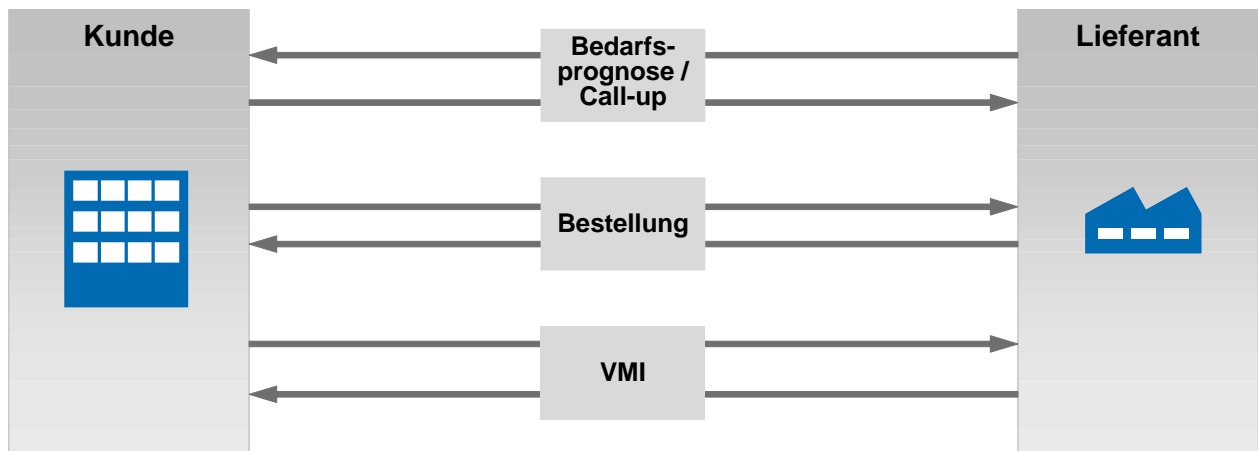 Kunde
Lieferant
Bedarfs-
prognose /
Call-up
Bestellung
VMI